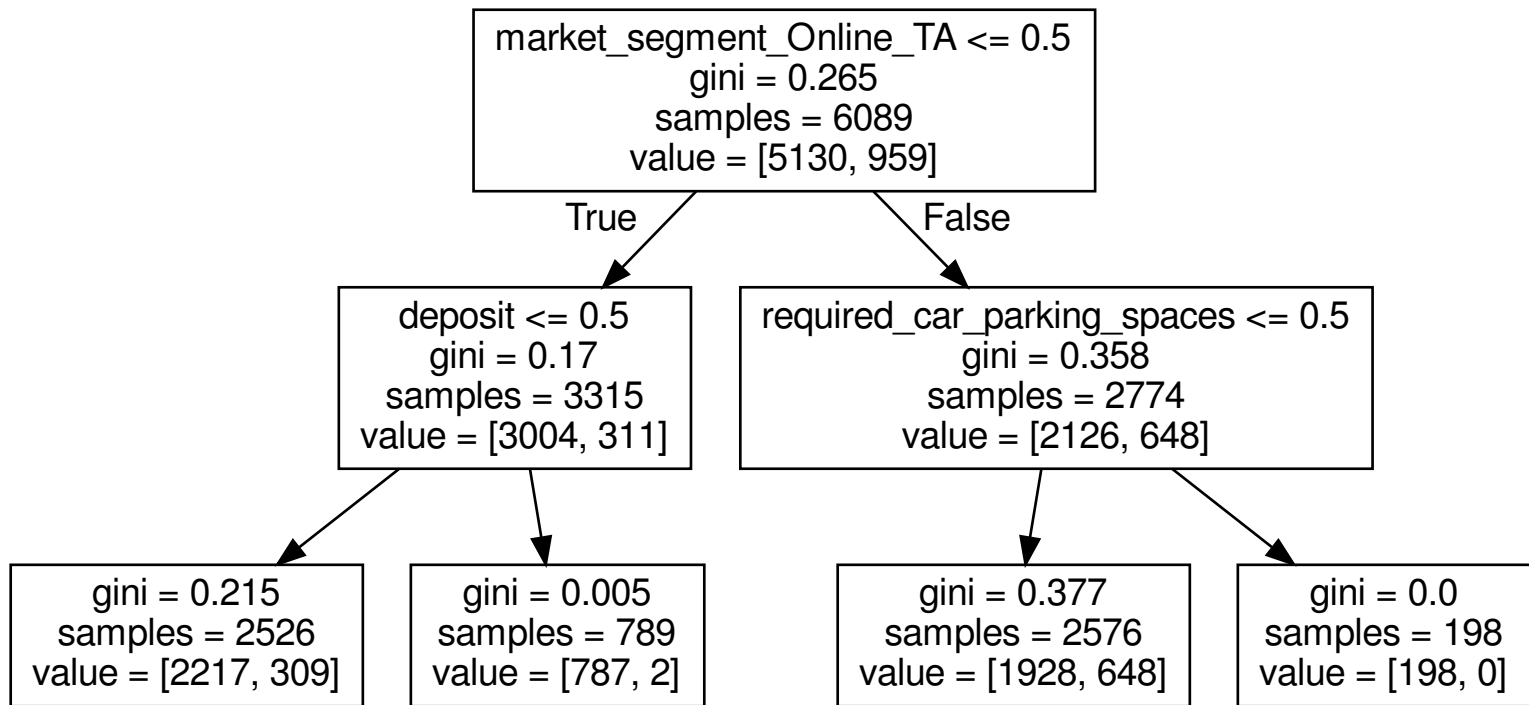 market_segment_Online_TA <= 0.5
gini = 0.265
samples = 6089
value = [5130, 959]
True
False
deposit <= 0.5
gini = 0.17
samples = 3315
value = [3004, 311]
required_car_parking_spaces <= 0.5
gini = 0.358
samples = 2774
value = [2126, 648]
gini = 0.215
samples = 2526
value = [2217, 309]
gini = 0.005
samples = 789
value = [787, 2]
gini = 0.377
samples = 2576
value = [1928, 648]
gini = 0.0
samples = 198
value = [198, 0]